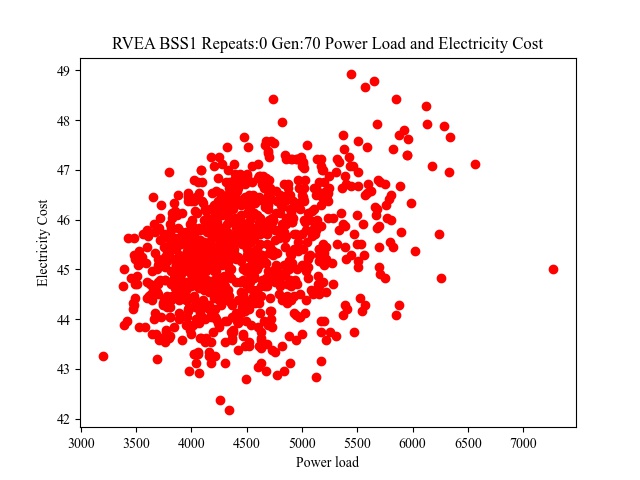 RVEA BSS1 Repeats:0 Gen:70 Power Load and Electricity Cost
49
48
47
46
45
44
43
42
Electricity Cost
3000 3500 4000 4500 5000 5500 6000 6500 7000
Power load